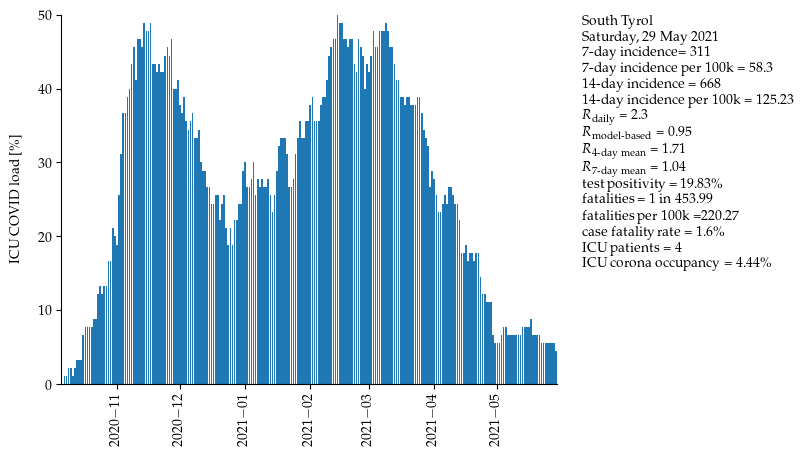 50
40
30
20
10
0
ICU COVID load [%]
2020−11
2020−12
2021−01
2021−02
2021−03
2021−04
2021−05
South Tyrol
Saturday, 29 May 2021
7-day incidence= 311
7-day incidence per 100k = 58.3
14-day incidence = 668
14-day incidence per 100k = 125.23
R_daily = 2.3
R_model-based = 0.95
R_4-day mean = 1.71
R_7-day mean = 1.04
test positivity = 19.83%
fatalities = 1 in 453.99
fatalities per 100k =220.27
case fatality rate = 1.6%
ICU patients = 4
ICU corona occupancy = 4.44%